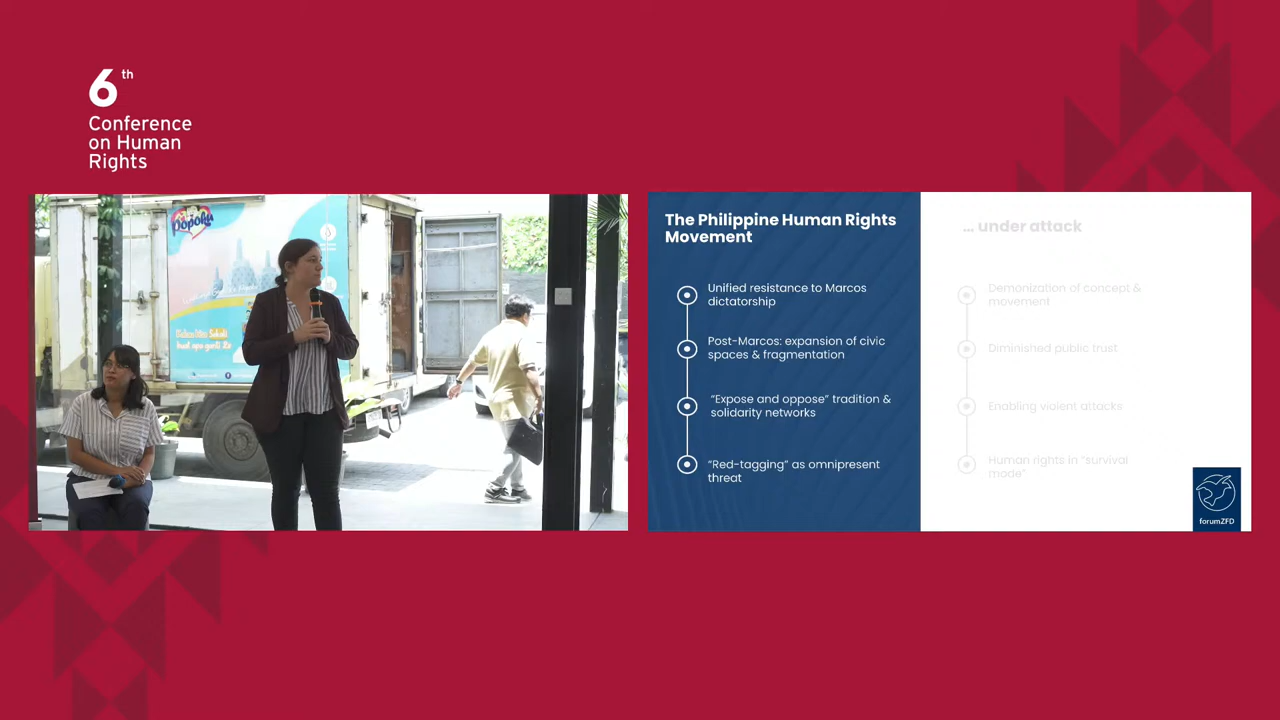 6th
Conference
on Human
Rights
Popoku
The Philippine Human Rights
Movement
Unified resistance to Marcos
dictatorship
Post-Marcos: expansion of civic
spaces & fragmentation
“Expose and oppose” tradition &
solidarity networks
“Red-tagging” as omnipresent
threat
... under attack
Demonization of concept &
movement
Diminished public trust
Enabling violent attacks
Human rights in “survival
mode”
forumZFD